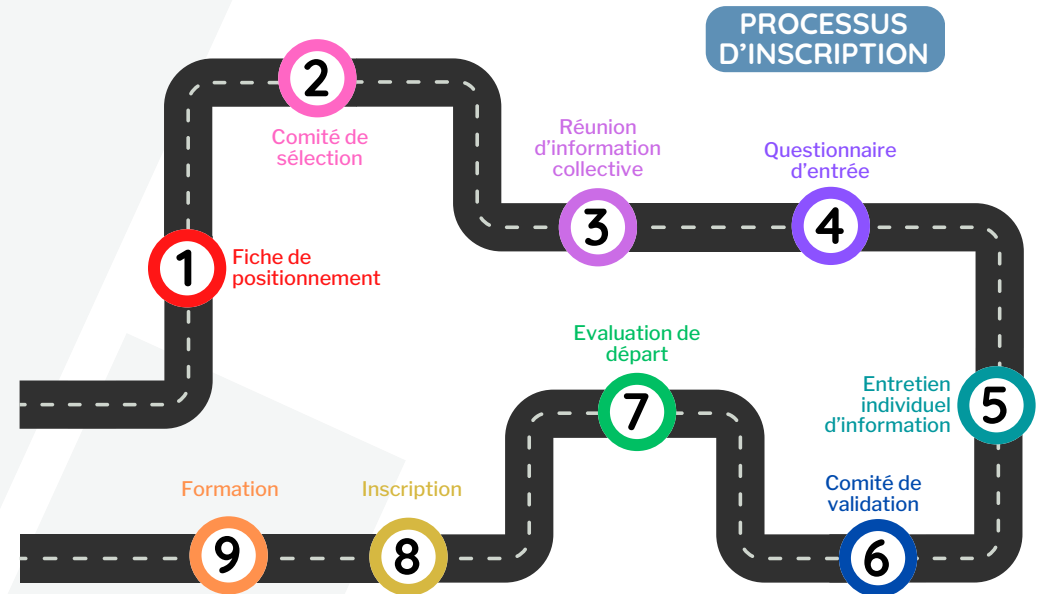 PROCESSUS
D'INSCRIPTION
1
Fiche de
positionnement
2
Comité de
sélection
3
Réunion
d'information
collective
4
Questionnaire
d'entrée
5
Entretien
individuel
d'information
6
Comité de
validation
7
Evaluation de
départ
8
Inscription
9
Formation